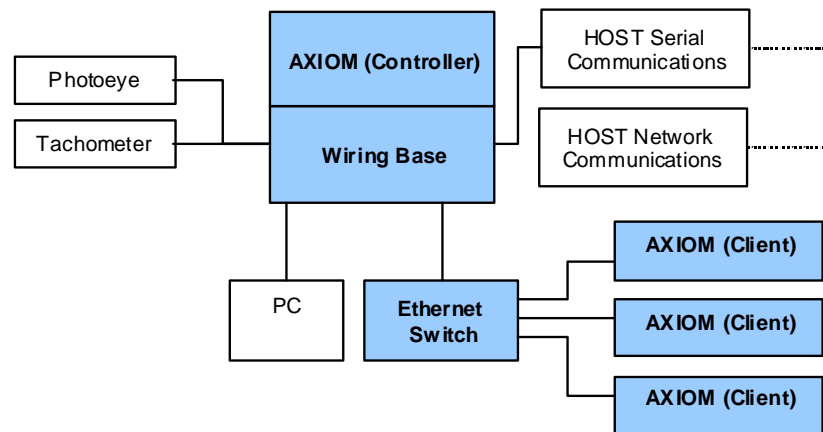 AXIOM (Controller)
HOST Serial
Communications
Photoeye
Tachometer
Wiring Base
HOST Network
Communications
AXIOM (Client)
PC
Ethernet
Switch
AXIOM (Client)
AXIOM (Client)